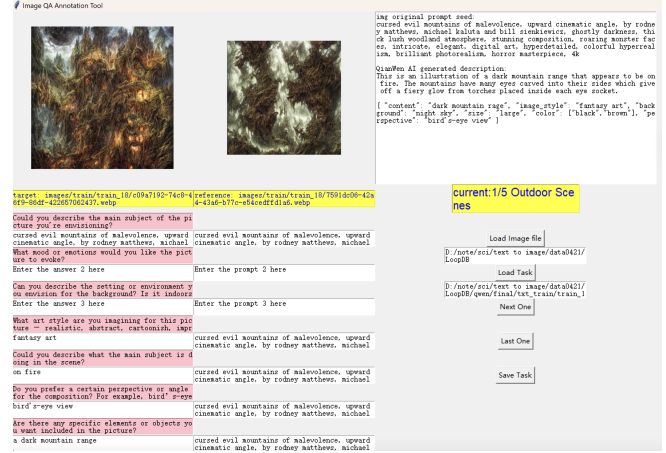 Image QA Annotation Tool
img original prompt seed:
cursed evil mountains of malevolence, upward cinematic angle, by rodne
y matthews, michael kaluta and bill sienkiewicz, ghostly darkness, thi
ck lush woodland atmosphere, stunning composition, roaring monster fac
es, intricate, elegant, digital art, hyperdetailed, colorful hyperreal
ism, brilliant photorealism, horror masterpiece, 4k
QianWen AI generated description:
This is an illustration of a dark mountain range that appears to be on
fire. The mountains have many eyes carved into their sides which give
off a fiery glow from torches placed inside each eye socket.
{ "content": "dark mountain rage", "image_style": "fantasy art", "back
ground": "night sky", "size": "large", "color": ["black","brown"], "pe
rspective": "bird's-eye view" }
target: images/train/train_18/c09a7192-74c8-4
6f9-86df-422657062437.webp
reference: images/train/train_18/7591dc06-42a
4-43a6-b77c-e54cedffd1a6.webp
current:1/5 Outdoor Sce
nes
Could you describe the main subject of the pi
cture you're envisioning?
cursed evil mountains of malevolence, upward
cinematic angle, by rodney matthews, michael
cursed evil mountains of malevolence, upward
cinematic angle, by rodney matthews, michael
Load Image file
What mood or emotions would you like the pict
ure to evoke?
D:/note/sci/text to image/data0421/
LoopDB
Enter the answer 2 here
Enter the prompt 2 here
Load Task
Can you describe the setting or environment y
ou envision for the background? Is it indoors
D:/note/sci/text to image/data0421/
LoopDB/qwen/final/txt_train/train_1
Enter the answer 3 here
Enter the prompt 3 here
Next One
What art style are you imagining for this pic
ture – realistic, abstract, cartoonish, impr
fantasy art
cursed evil mountains of malevolence, upward
cinematic angle, by rodney matthews, michael
Last One
Could you describe what the main subject is d
oing in the scene?
on fire
cursed evil mountains of malevolence, upward
cinematic angle, by rodney matthews, michael
Save Task
Do you prefer a certain perspective or angle
for the composition? For example, bird's-eye
bird's-eye view
cursed evil mountains of malevolence, upward
cinematic angle, by rodney matthews, michael
Are there any specific elements or objects yo
u want included in the picture?
a dark mountain range
cursed evil mountains of malevolence, upward
cinematic angle, by rodney matthews, michael